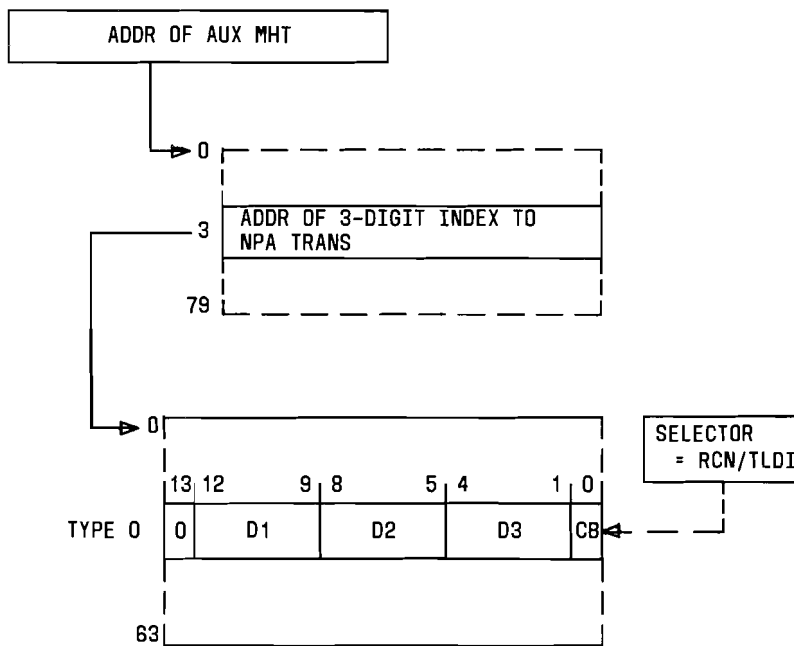 ADDR OF AUX MHT
0
3 ADDR OF 3-DIGIT INDEX TO
NPA TRANS
79
0
SELECTOR
= RCN/TLDI
13 12 9 8 5 4 1 0
TYPE 0 0 D1 D2 D3 CB
63